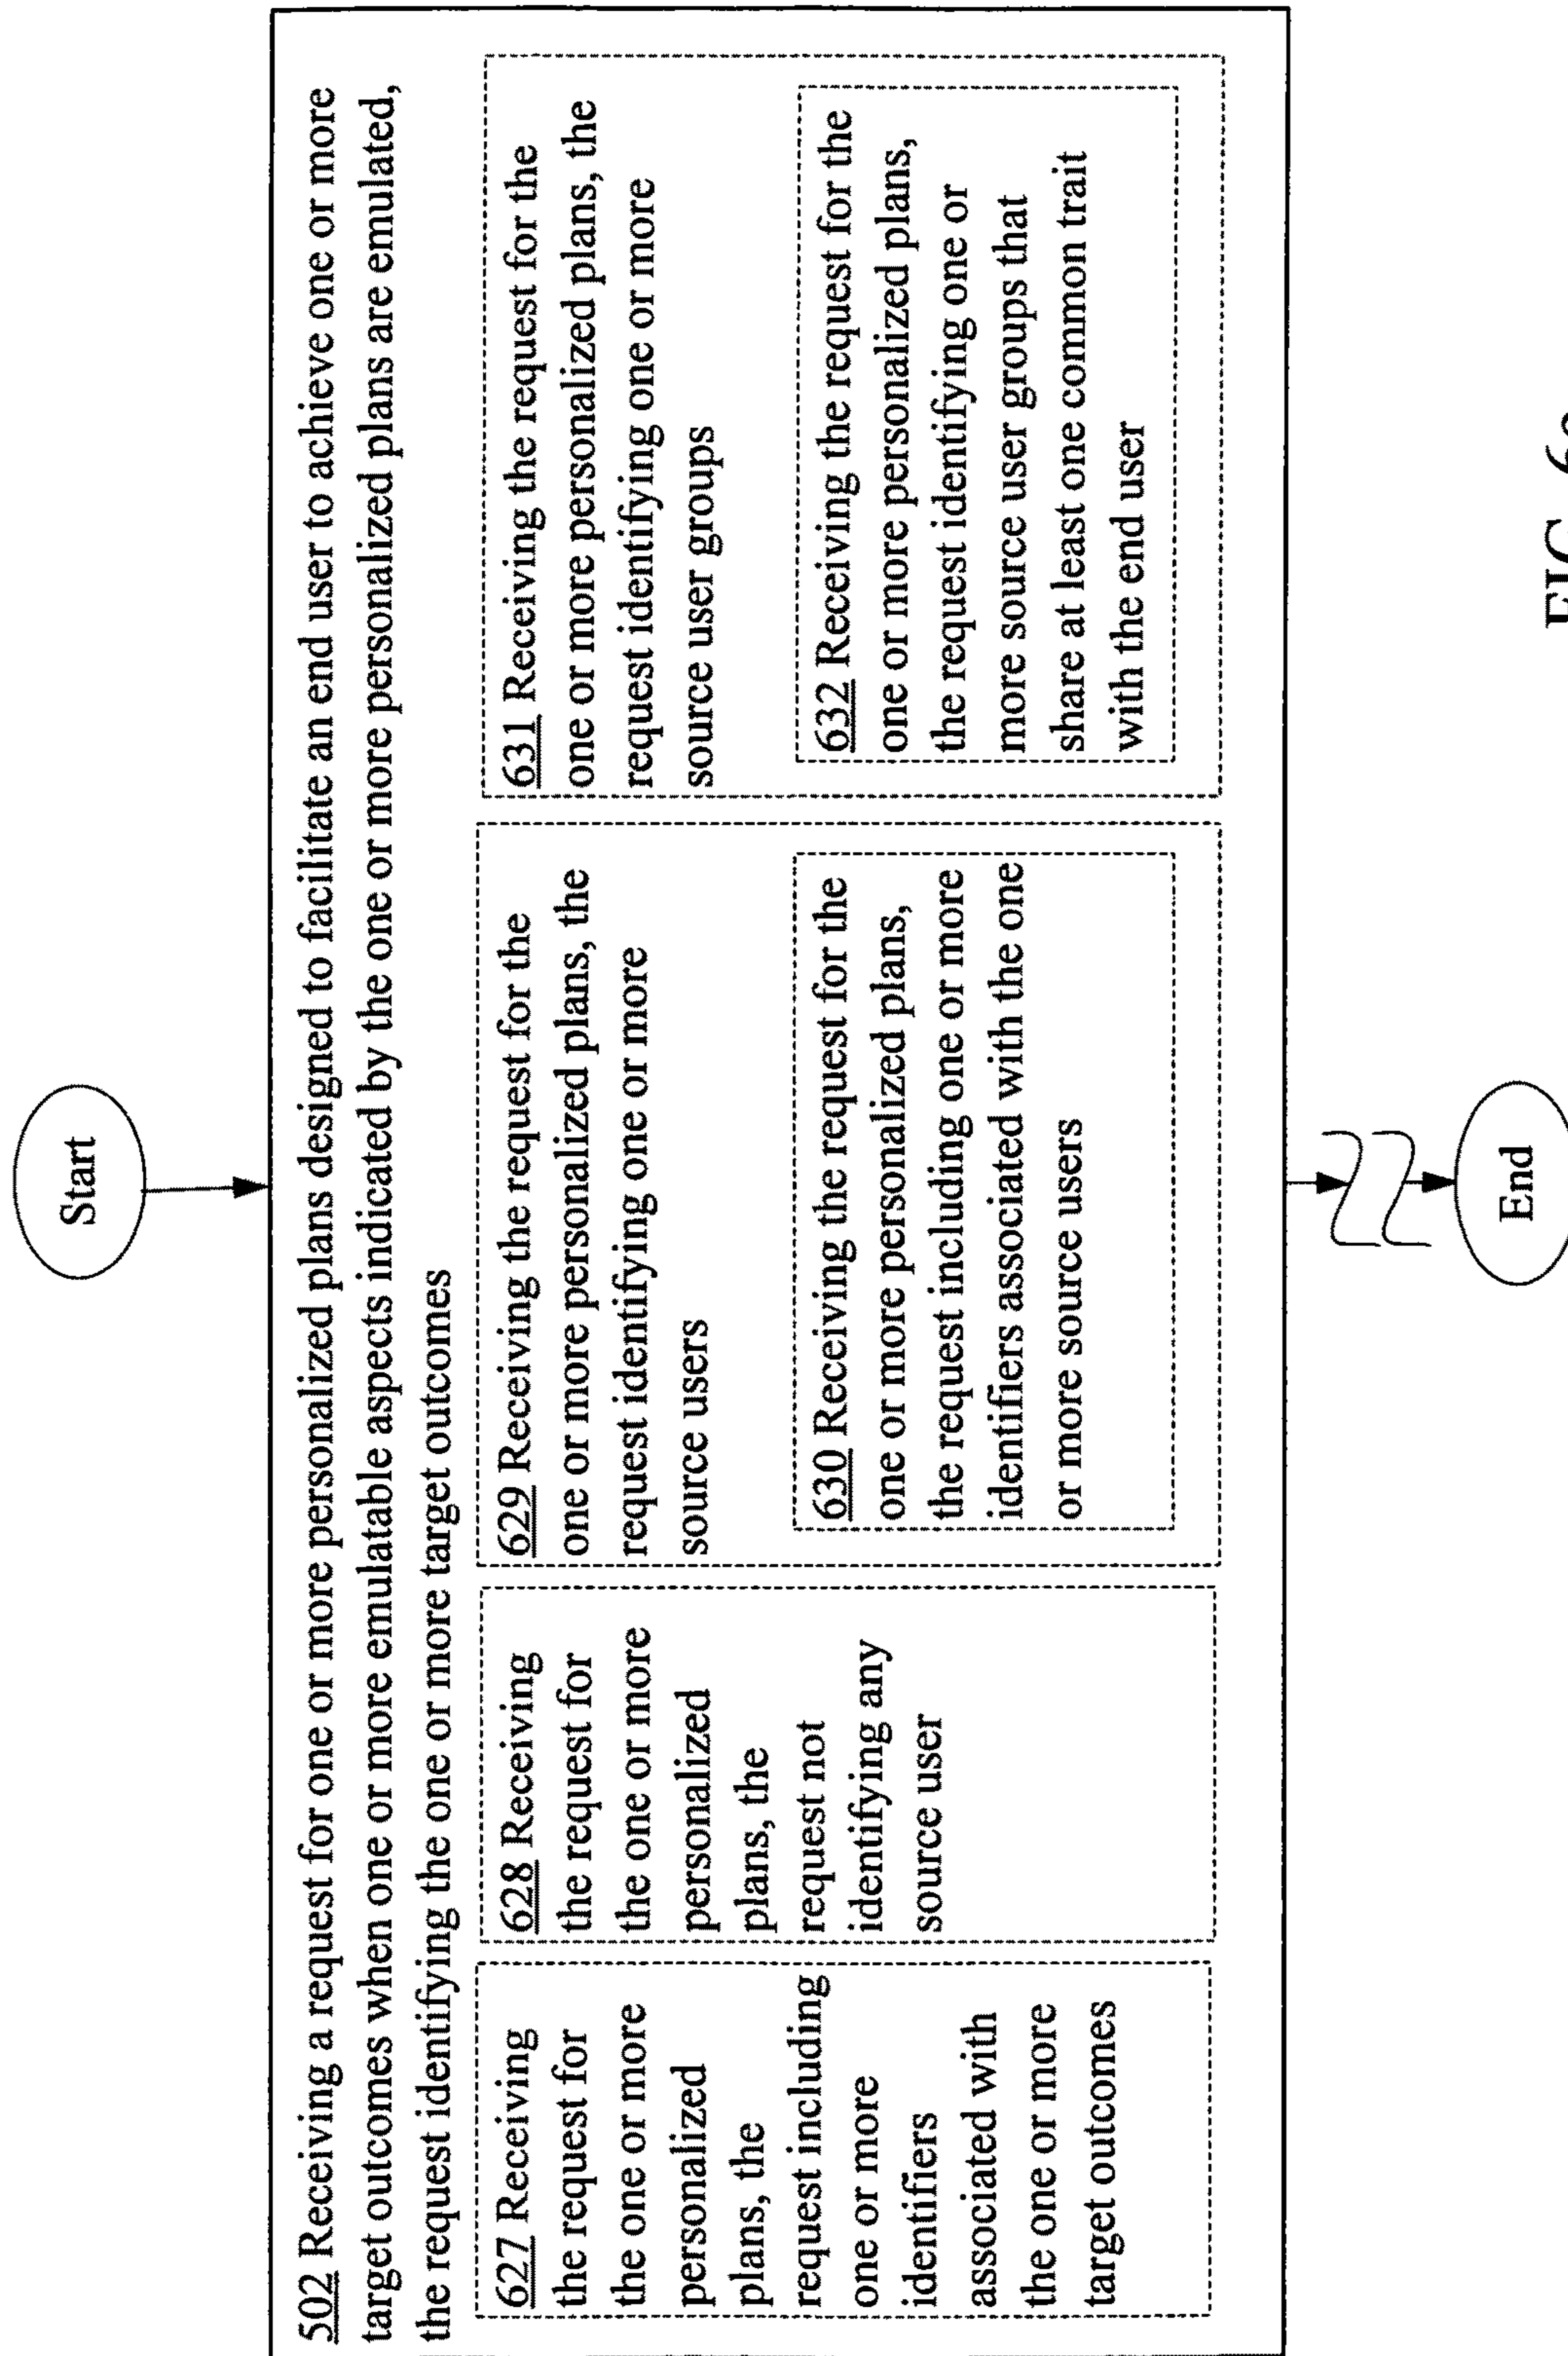 Start
502 Receiving a request for one or more personalized plans designed to facilitate an end user to achieve one or more
target outcomes when one or more emulatable aspects indicated by the one or more personalized plans are emulated,
the request identifying the one or more target outcomes
627 Receiving
the request for
the one or more
personalized
plans, the
request including
one or more
identifiers
associated with
the one or more
target outcomes
628 Receiving
the request for
the one or more
personalized
plans, the
request not
identifying any
source user
629 Receiving the request for the
one or more personalized plans, the
request identifying one or more
source users
630 Receiving the request for the
one or more personalized plans,
the request including one or more
identifiers associated with the one
or more source users
631 Receiving the request for the
one or more personalized plans, the
request identifying one or more
source user groups
632 Receiving the request for the
one or more personalized plans,
the request identifying one or
more source user groups that
share at least one common trait
with the end user
End